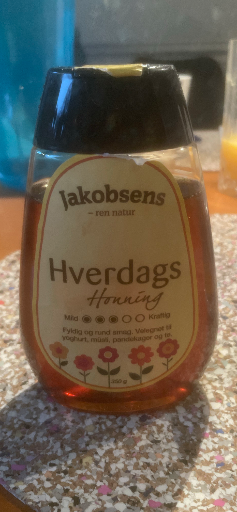 Jakobsens
– ren natur
Hverdags
Honning
Mild Kraftig
Fyldig og rund smag. Velegnet til
yoghurt, müsli, pandekager og te.